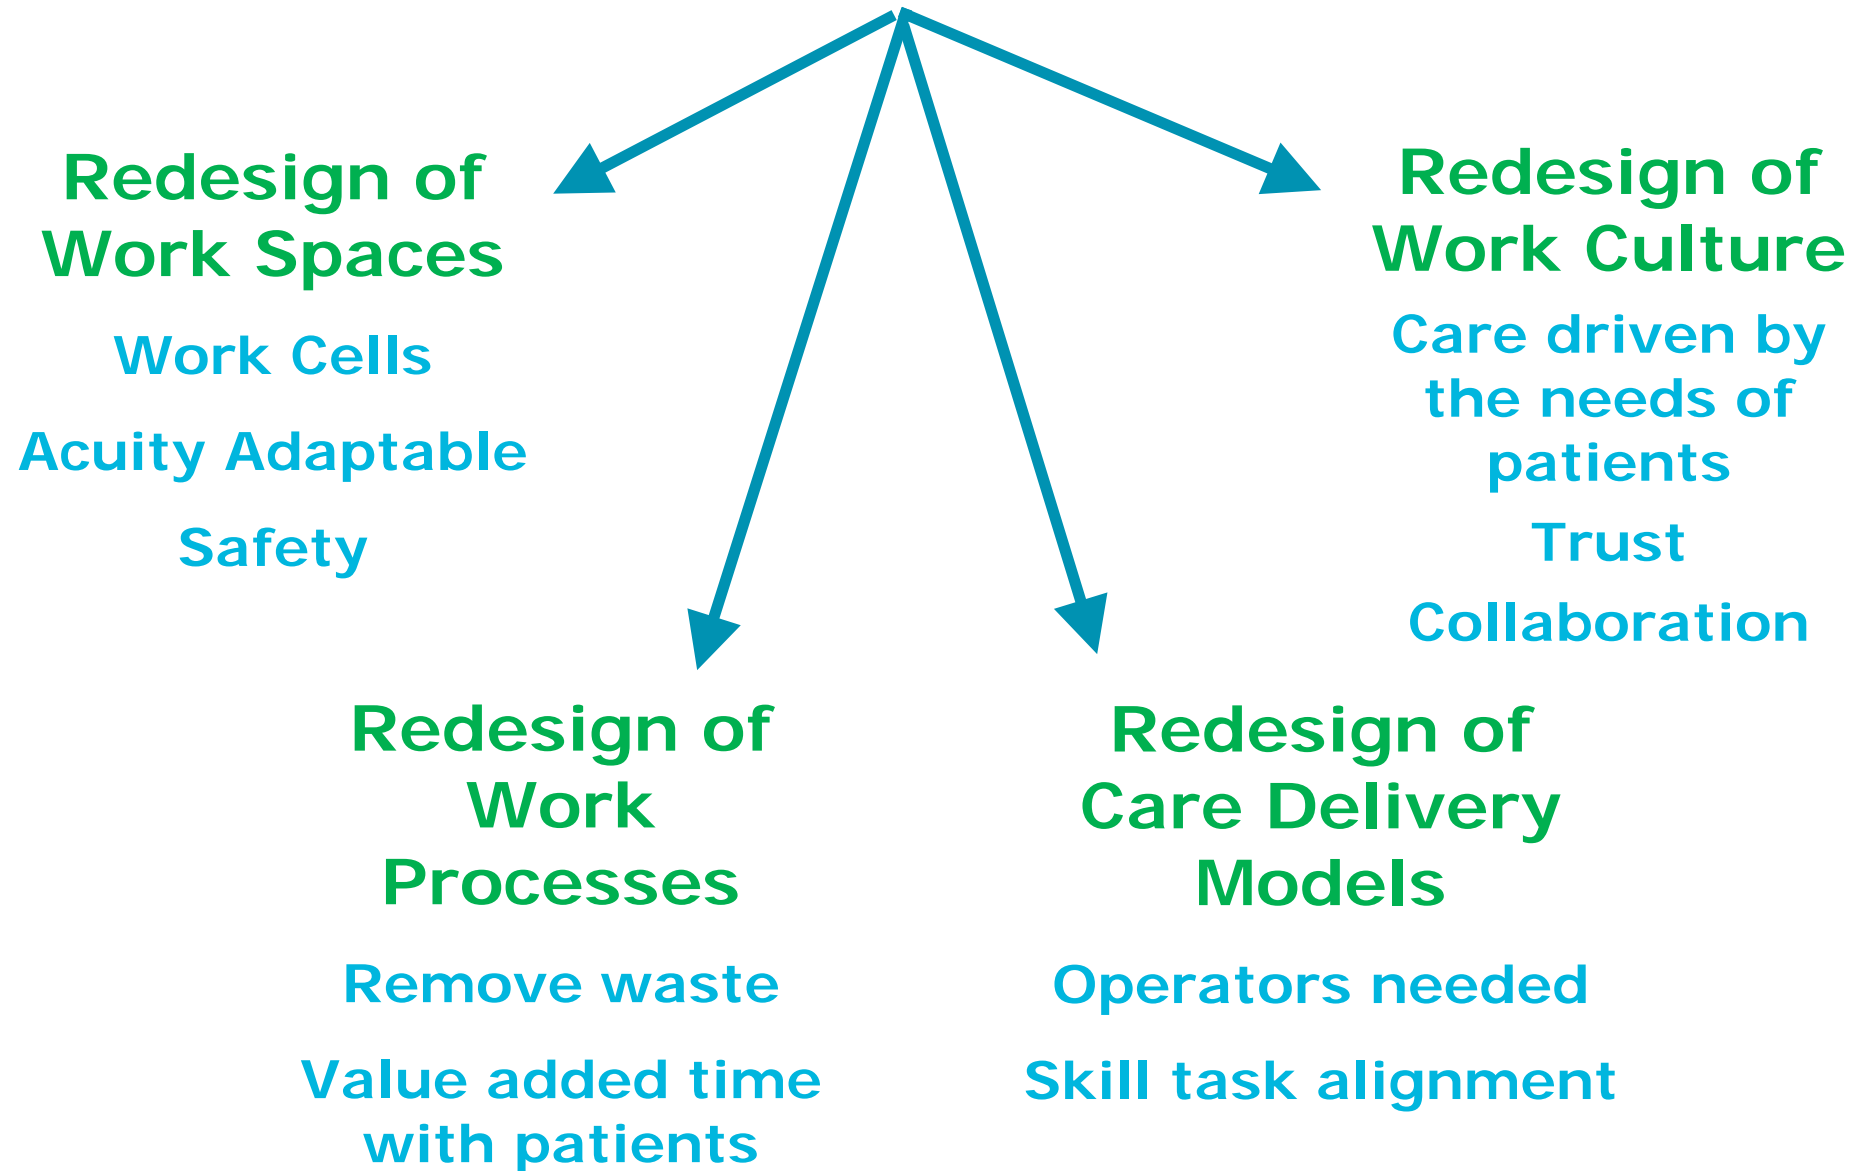 Redesign of
Work Spaces
Work Cells
Acuity Adaptable
Safety
Redesign of
Work Culture
Care driven by
the needs of
patients
Trust
Collaboration
Redesign of
Work
Processes
Remove waste
Value added time
with patients
Redesign of
Care Delivery
Models
Operators needed
Skill task alignment